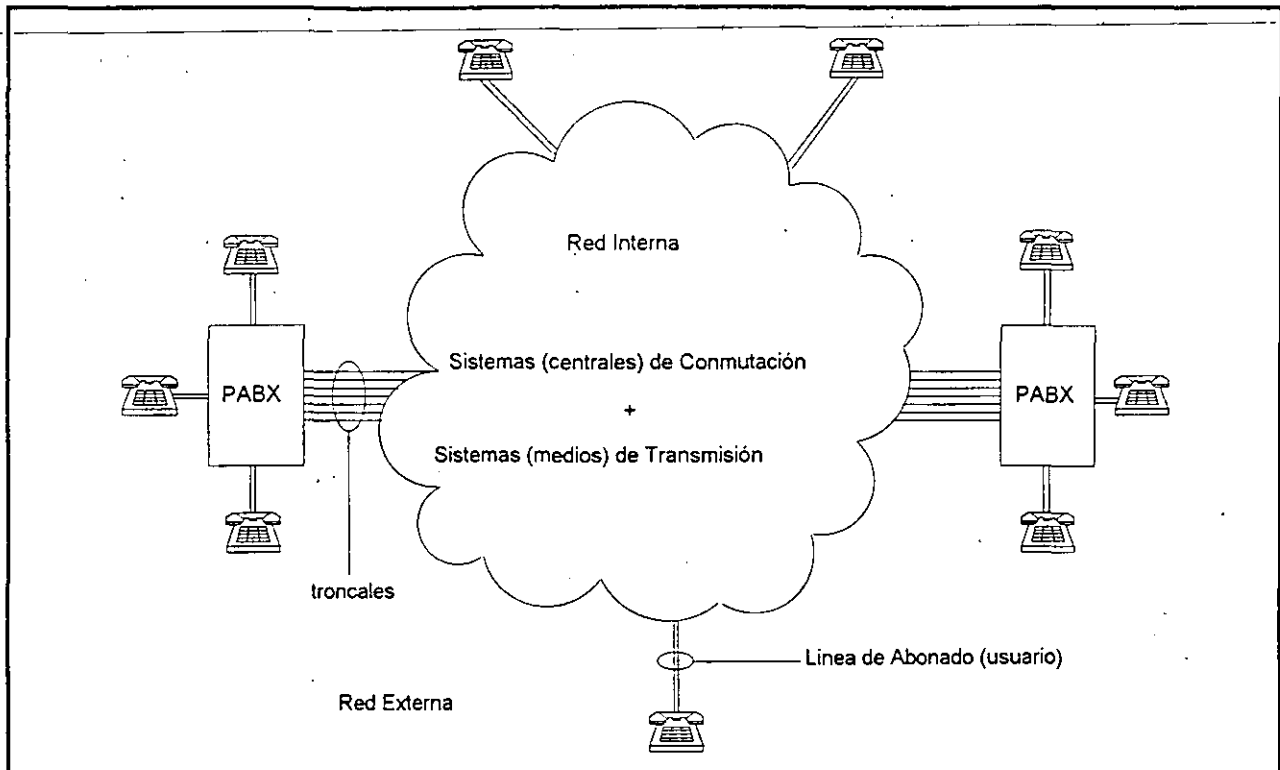 Red Interna
Sistemas (centrales) de Conmutación
PABX
PABX
+
Sistemas (medios) de Transmisión
troncales
Linea de Abonado (usuario)
Red Externa